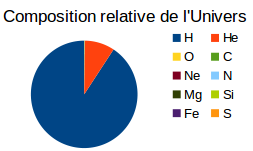 Composition relative de l'Univers
H He
O C
Ne N
Mg Si
Fe S